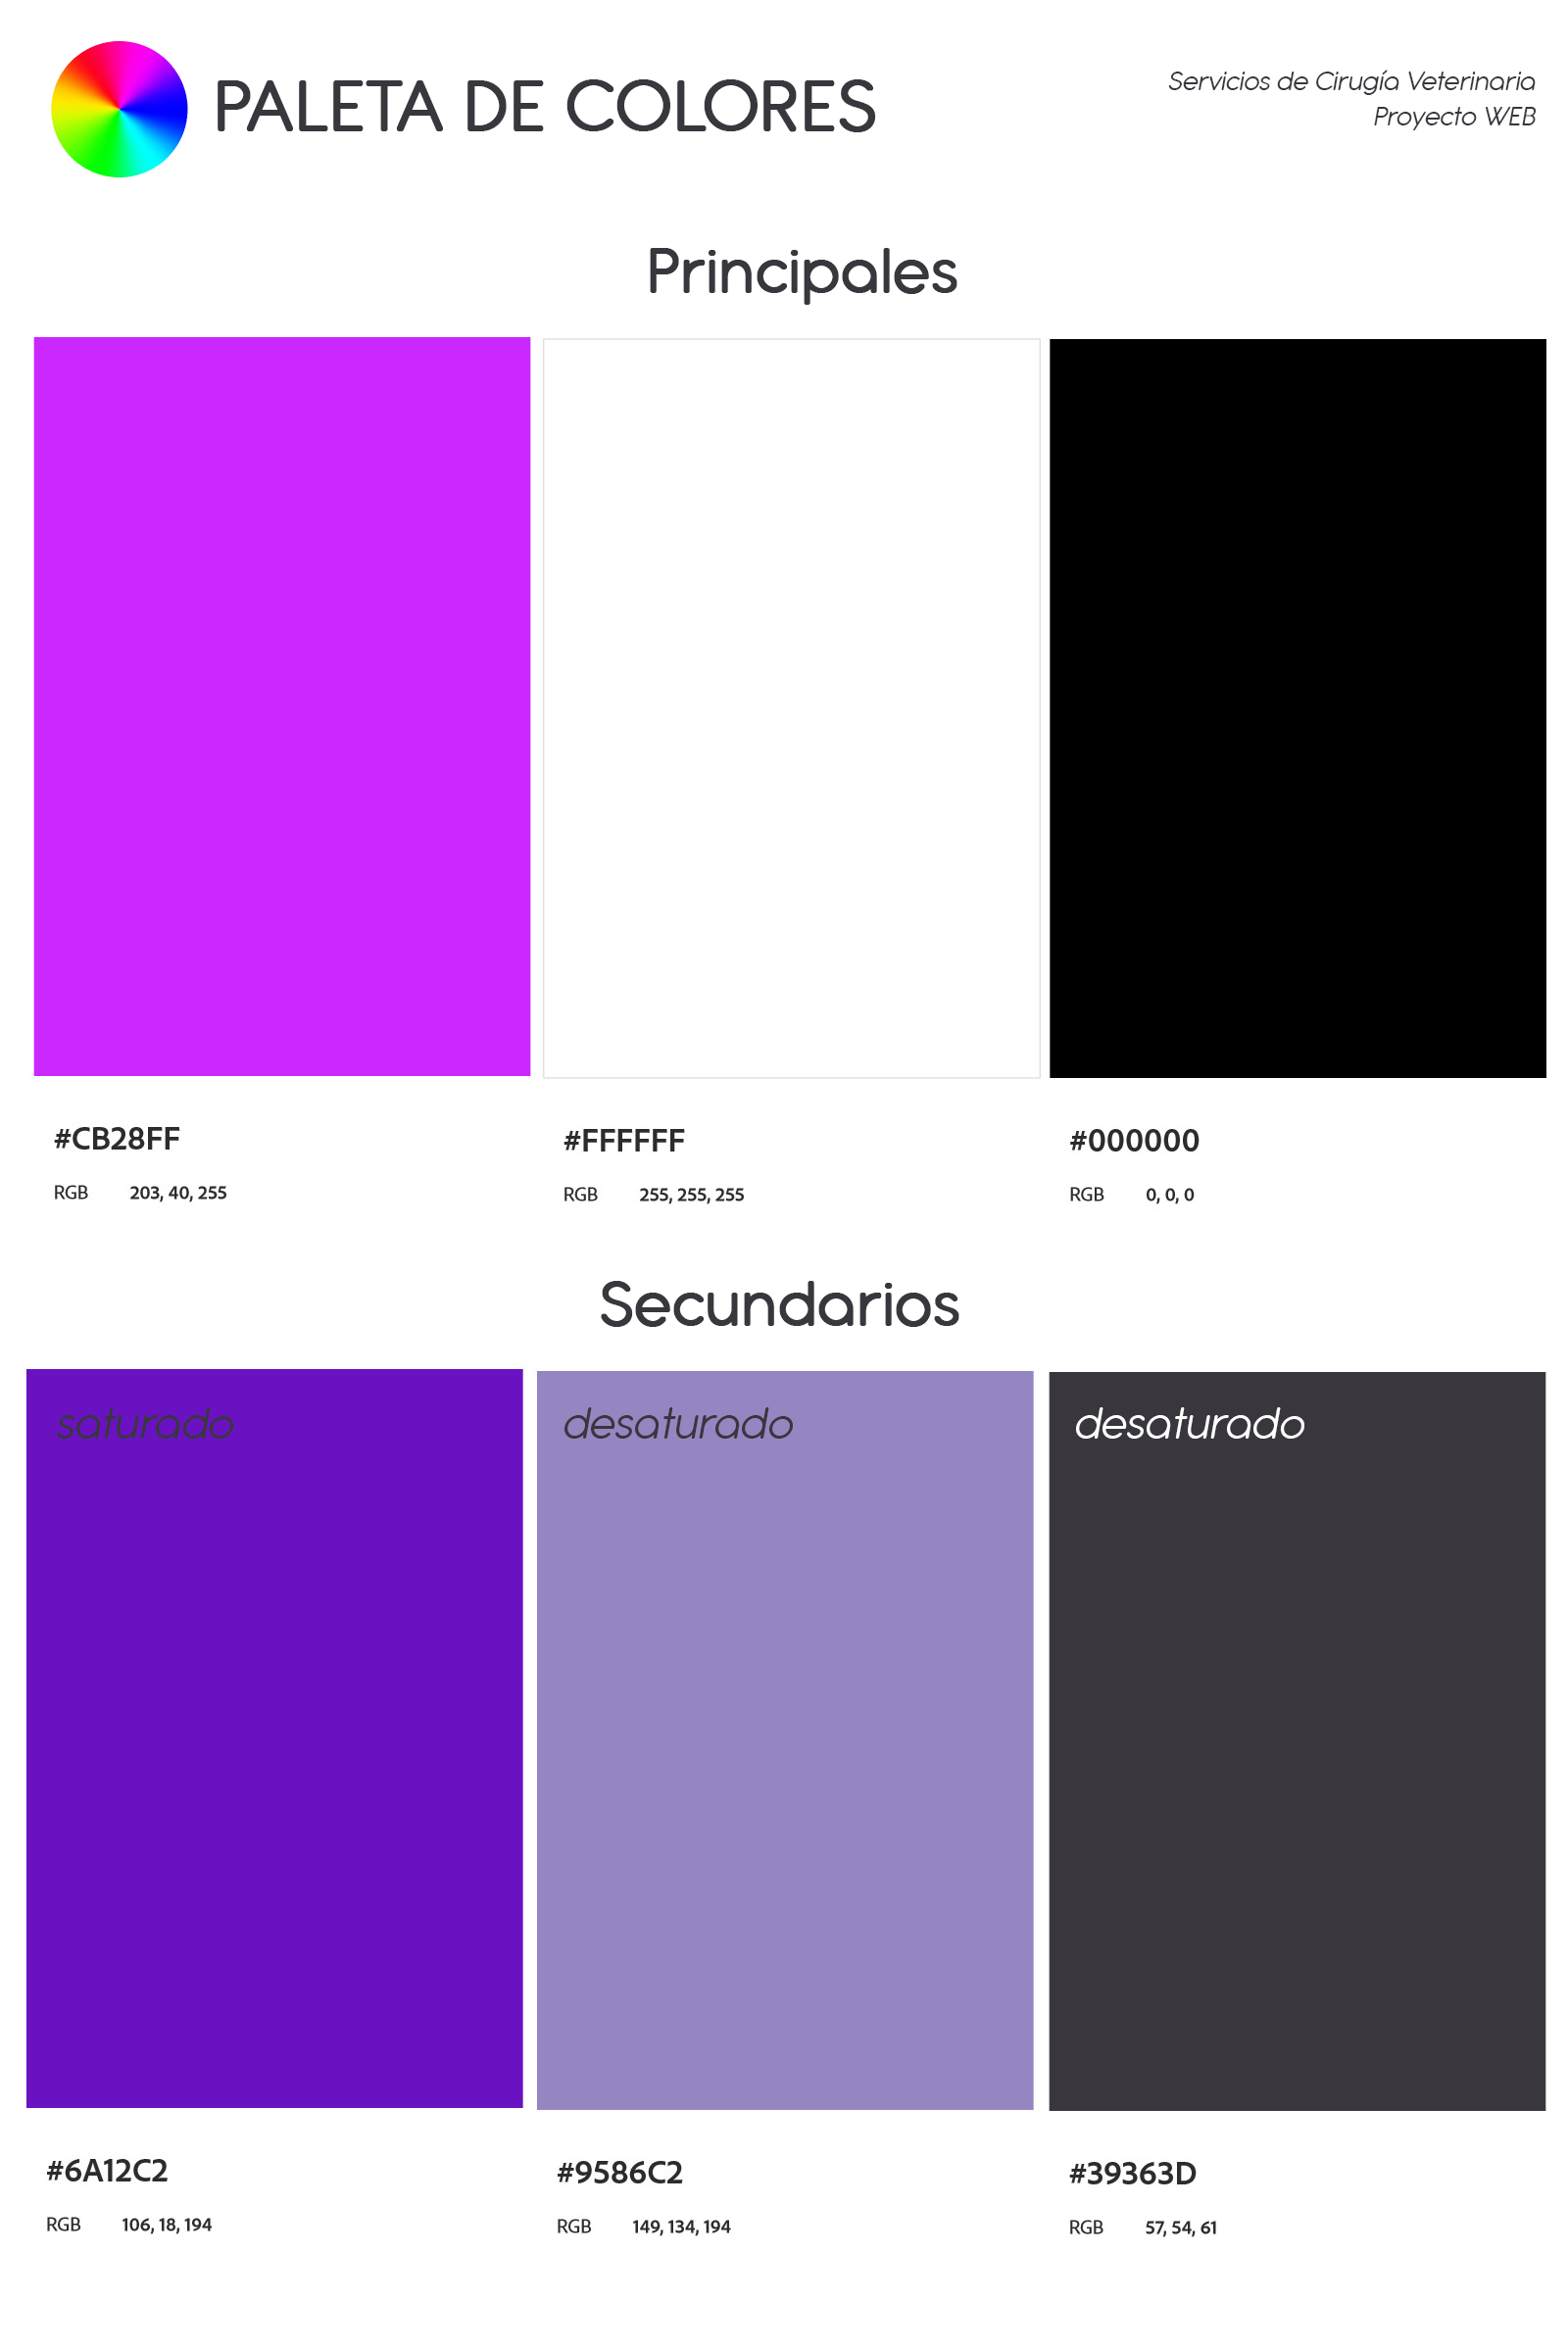 PALETA DE COLORES
Servicios de Cirugía Veterinaria
Proyecto WEB
Principales
#CB28FF
RGB 203, 40, 255
#FFFFFF
RGB 255, 255, 255
#000000
RGB 0, 0, 0
Secundarios
saturado
desaturado
desaturado
#6A12C2
RGB 106, 18, 194
#9586C2
RGB 149, 134, 194
#39363D
RGB 57, 54, 61